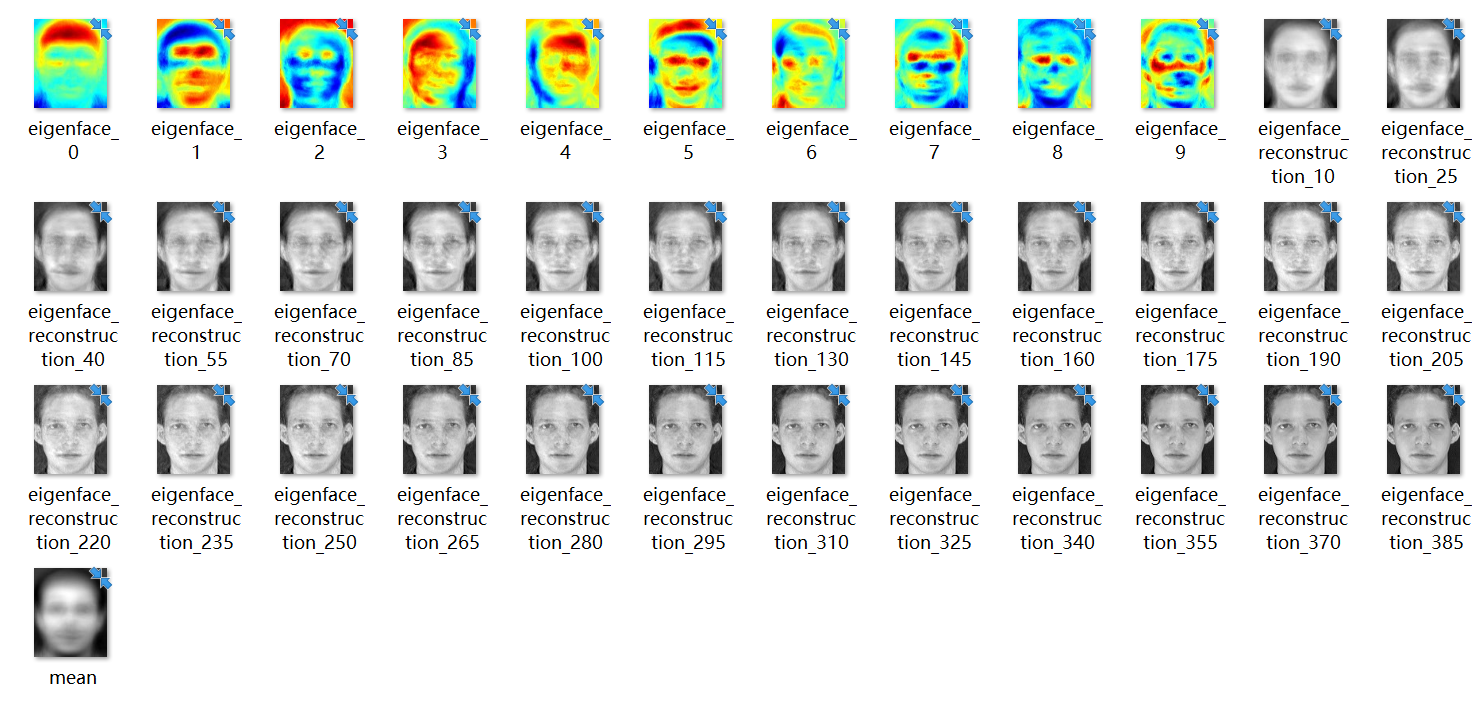 eigenface_ eigenface_ eigenface_ eigenface_ eigenface_ eigenface_ eigenface_ eigenface_ eigenface_ eigenface_ eigenface_ eigenface_
0 1 2 3 4 5 6 7 8 9 reconstruc reconstruc
tion_10 tion_25
eigenface_ eigenface_ eigenface_ eigenface_ eigenface_ eigenface_ eigenface_ eigenface_ eigenface_ eigenface_ eigenface_ eigenface_
reconstruc reconstruc reconstruc reconstruc reconstruc reconstruc reconstruc reconstruc reconstruc reconstruc reconstruc reconstruc
tion_40 tion_55 tion_70 tion_85 tion_100 tion_115 tion_130 tion_145 tion_160 tion_175 tion_190 tion_205
eigenface_ eigenface_ eigenface_ eigenface_ eigenface_ eigenface_ eigenface_ eigenface_ eigenface_ eigenface_ eigenface_ eigenface_
reconstruc reconstruc reconstruc reconstruc reconstruc reconstruc reconstruc reconstruc reconstruc reconstruc reconstruc reconstruc
tion_220 tion_235 tion_250 tion_265 tion_280 tion_295 tion_310 tion_325 tion_340 tion_355 tion_370 tion_385
mean